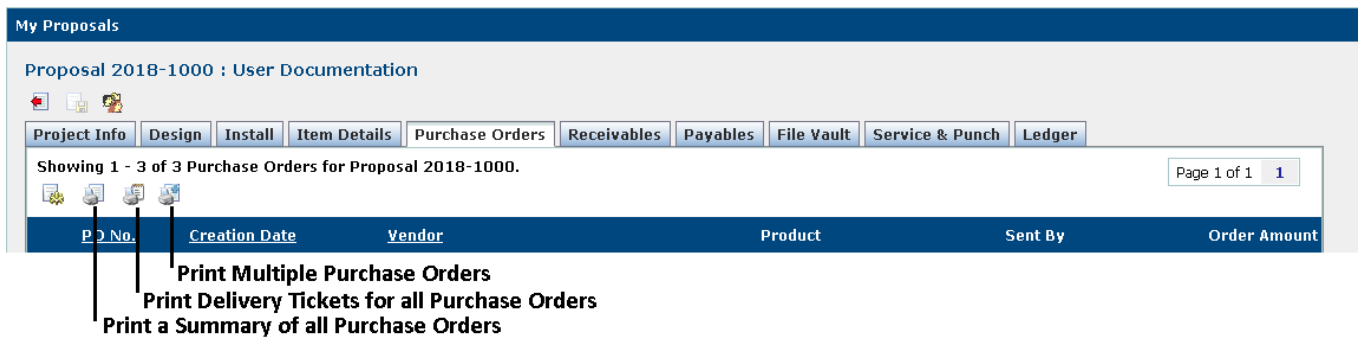 My Proposals
Proposal 2018-1000 : User Documentation
Project Info Design Install Item Details Purchase Orders Receivables Payables File Vault Service & Punch Ledger
Showing 1 - 3 of 3 Purchase Orders for Proposal 2018-1000. Page 1 of 1 1
PO No. Creation Date Vendor Product Sent By Order Amount
Print Multiple Purchase Orders
Print Delivery Tickets for all Purchase Orders
Print a Summary of all Purchase Orders